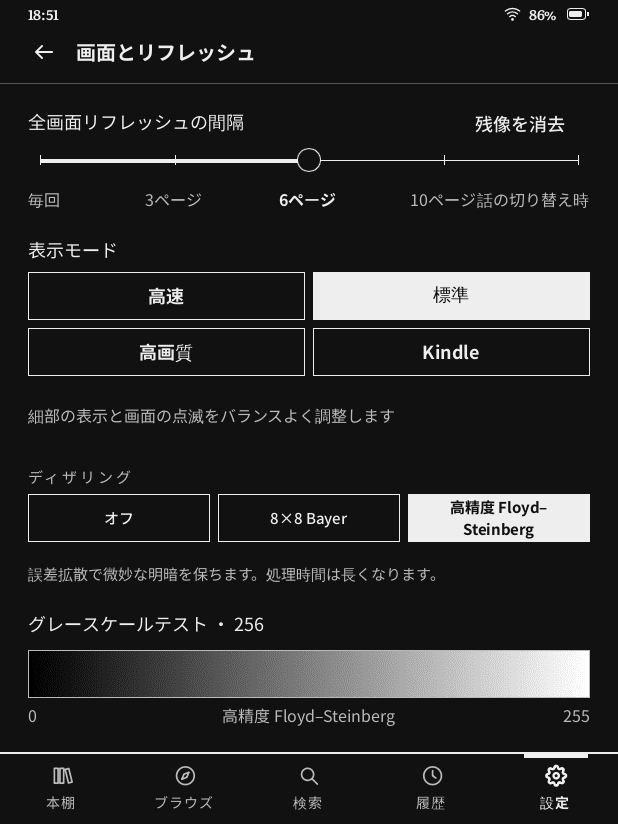 18:51
86%
画面とリフレッシュ
全画面リフレッシュの間隔
残像を消去
毎回 3ページ 6ページ 10ページ 話の切り替え時
表示モード
高速 標準
高画質 Kindle
細部の表示と画面の点滅をバランスよく調整します
ディザリング
オフ 8×8 Bayer 高精度 Floyd–
Steinberg
誤差拡散で微妙な明暗を保ちます。処理時間は長くなります。
グレースケールテスト ・ 256
0 高精度 Floyd–Steinberg 255
本棚 ブラウズ 検索 履歴 設定